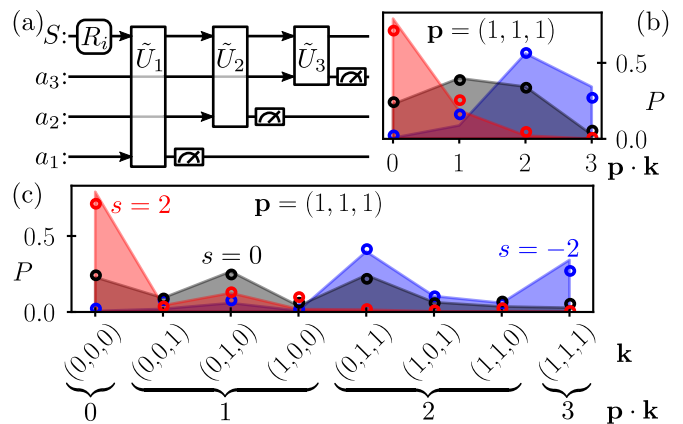 (a)
S:
R_i
Ũ_1
Ũ_2
Ũ_3
a_3:
a_2:
a_1:
(b)
p = (1, 1, 1)
0.5
P
0.0
0 1 2 3
p · k
(c)
s = 2
p = (1, 1, 1)
s = 0
s = −2
0.5
P
0.0
(0,0,0) (0,0,1) (0,1,0) (1,0,0) (0,1,1) (1,0,1) (1,1,0) (1,1,1)
k
0 1 2 3
p · k